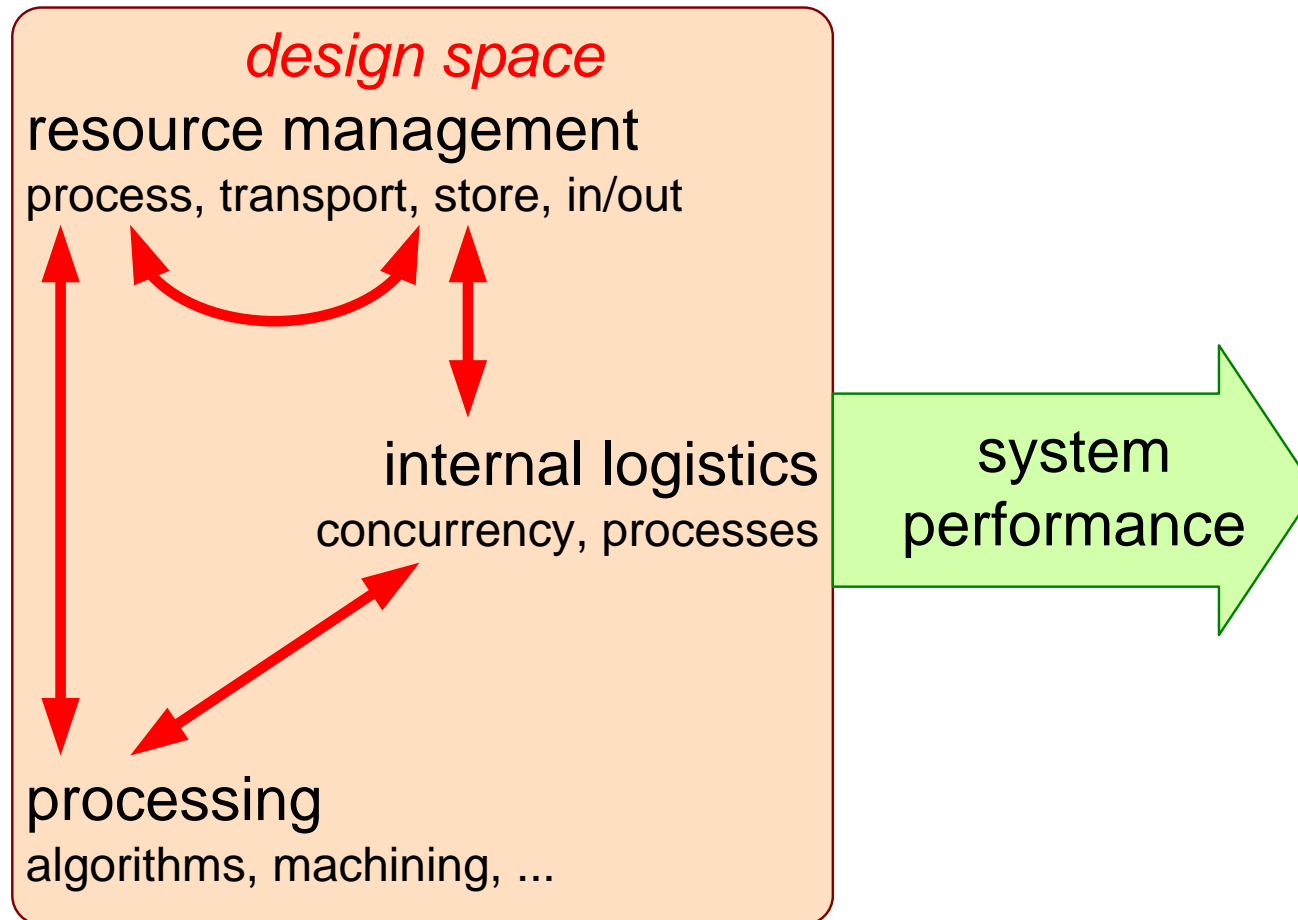 design space
resource management
process, transport, store, in/out
internal logistics
concurrency, processes
processing
algorithms, machining, ...
system
performance